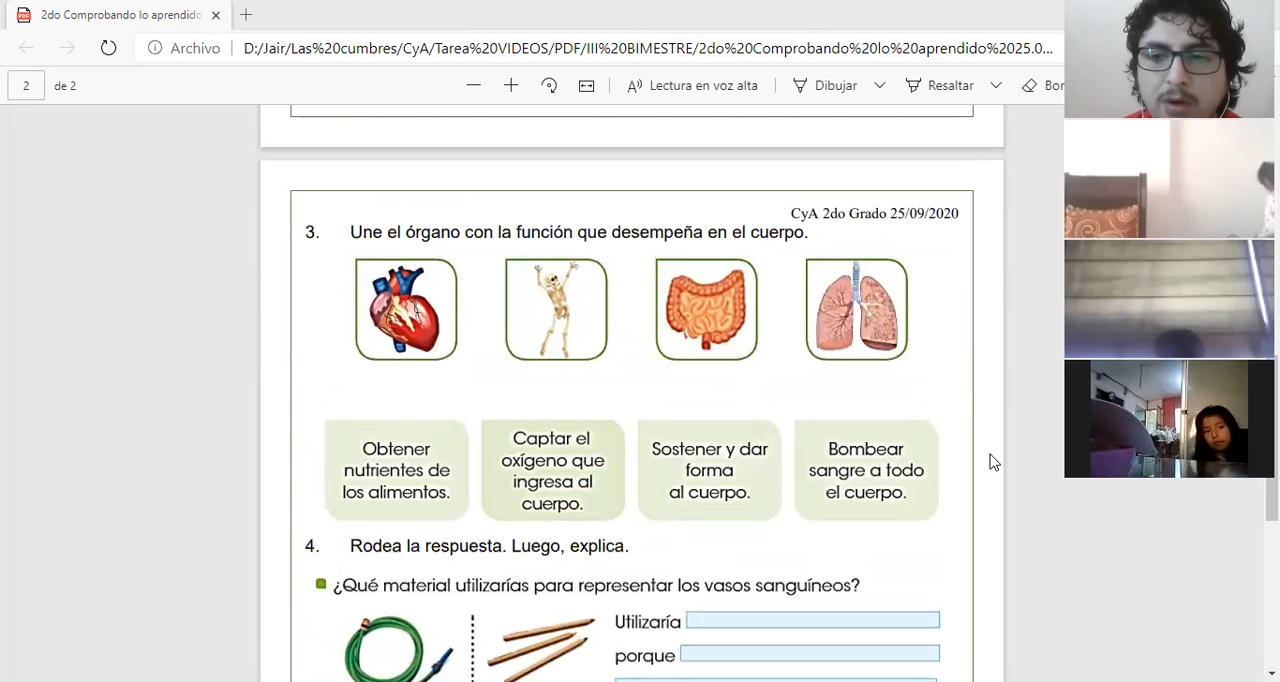 2do Comprobando lo aprendido
Archivo
D:/Jair/Las%20cumbres/CyA/Tarea%20VIDEOS/PDF/III%20BIMESTRE/2do%20Comprobando%20lo%20aprendido%2025.0...
2 de 2
Lectura en voz alta
Dibujar
Resaltar
Bor
CyA 2do Grado 25/09/2020
3. Une el órgano con la función que desempeña en el cuerpo.
Obtener
nutrientes de
los alimentos.
Captar el
oxígeno que
ingresa al
cuerpo.
Sostener y dar
forma
al cuerpo.
Bombear
sangre a todo
el cuerpo.
4. Rodea la respuesta. Luego, explica.
¿Qué material utilizarías para representar los vasos sanguíneos?
Utilizaría
porque